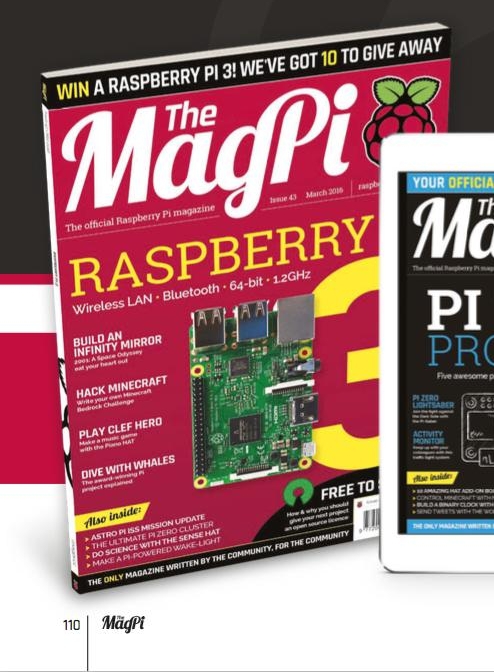 WIN A RASPBERRY PI 3! WE'VE GOT 10 TO GIVE AWAY
The MagPi
Issue 43 March 2016
The official Raspberry Pi magazine
RASPBERRY
3
Wireless LAN • Bluetooth • 64-bit • 1.2GHz
BUILD AN
INFINITY MIRROR
2001: A Space Odyssey
eat your heart out
HACK MINECRAFT
Write your own Minecraft
Bedrock Challenge
PLAY CLEF HERO
Make a music game
with the Piano HAT
DIVE WITH WHALES
The award-winning Pi
project explained
Also inside:
> ASTRO PI ISS MISSION UPDATE
> THE ULTIMATE PI ZERO CLUSTER
> DO SCIENCE WITH THE SENSE HAT
> MAKE A PI-POWERED WAKE-LIGHT
FREE TO
How & why you should
give your next project
an open source licence
THE ONLY MAGAZINE WRITTEN BY THE COMMUNITY, FOR THE COMMUNITY
YOUR OFFICIA
The official Raspberry Pi
PI
PRO
Five awesome
PI ZERO
LIGHTSABER
ACTIVITY
MONITOR
Also inside:
THE ONLY MAGAZINE WRITTEN
110
The MagPi